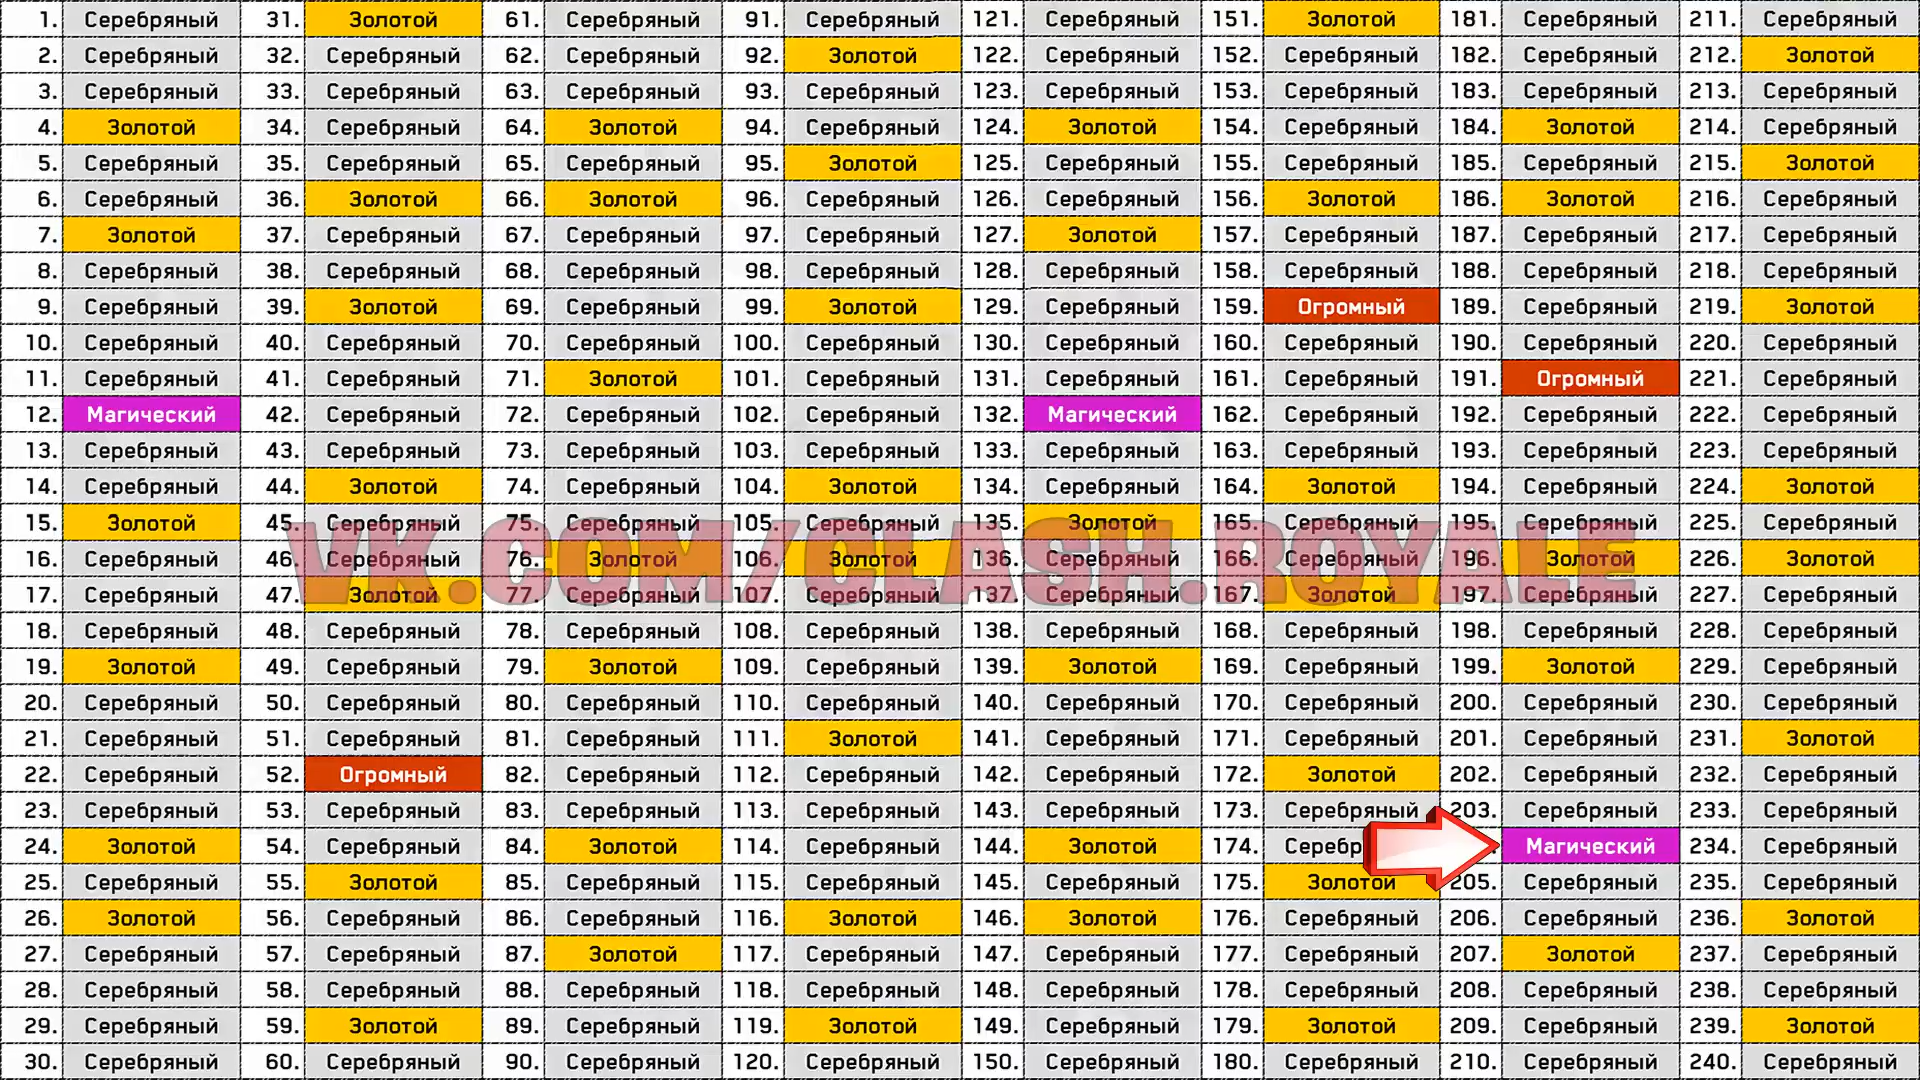 1. Серебряный
2. Серебряный
3. Серебряный
4. Золотой
5. Серебряный
6. Серебряный
7. Золотой
8. Серебряный
9. Серебряный
10. Серебряный
11. Серебряный
12. Магический
13. Серебряный
14. Серебряный
15. Золотой
16. Серебряный
17. Серебряный
18. Серебряный
19. Золотой
20. Серебряный
21. Серебряный
22. Серебряный
23. Серебряный
24. Золотой
25. Серебряный
26. Золотой
27. Серебряный
28. Серебряный
29. Серебряный
30. Серебряный
31. Золотой
32. Серебряный
33. Серебряный
34. Серебряный
35. Серебряный
36. Золотой
37. Серебряный
38. Серебряный
39. Золотой
40. Серебряный
41. Серебряный
42. Серебряный
43. Серебряный
44. Золотой
45. Серебряный
46. Серебряный
47. Золотой
48. Серебряный
49. Серебряный
50. Серебряный
51. Серебряный
52. Огромный
53. Серебряный
54. Серебряный
55. Золотой
56. Серебряный
57. Серебряный
58. Серебряный
59. Золотой
60. Серебряный
61. Серебряный
62. Серебряный
63. Серебряный
64. Золотой
65. Серебряный
66. Золотой
67. Серебряный
68. Серебряный
69. Серебряный
70. Серебряный
71. Золотой
72. Серебряный
73. Серебряный
74. Серебряный
75. Серебряный
76. Золотой
77. Серебряный
78. Серебряный
79. Золотой
80. Серебряный
81. Серебряный
82. Серебряный
83. Серебряный
84. Золотой
85. Серебряный
86. Серебряный
87. Золотой
88. Серебряный
89. Серебряный
90. Серебряный
91. Серебряный
92. Золотой
93. Серебряный
94. Серебряный
95. Золотой
96. Серебряный
97. Серебряный
98. Серебряный
99. Золотой
100. Серебряный
101. Серебряный
102. Серебряный
103. Серебряный
104. Золотой
105. Серебряный
106. Золотой
107. Серебряный
108. Серебряный
109. Серебряный
110. Серебряный
111. Золотой
112. Серебряный
113. Серебряный
114. Серебряный
115. Серебряный
116. Золотой
117. Серебряный
118. Серебряный
119. Золотой
120. Серебряный
121. Серебряный
122. Серебряный
123. Серебряный
124. Золотой
125. Серебряный
126. Серебряный
127. Золотой
128. Серебряный
129. Серебряный
130. Серебряный
131. Серебряный
132. Магический
133. Серебряный
134. Серебряный
135. Золотой
136. Серебряный
137. Серебряный
138. Серебряный
139. Золотой
140. Серебряный
141. Серебряный
142. Серебряный
143. Серебряный
144. Золотой
145. Серебряный
146. Золотой
147. Серебряный
148. Серебряный
149. Серебряный
150. Серебряный
151. Золотой
152. Серебряный
153. Серебряный
154. Серебряный
155. Серебряный
156. Золотой
157. Серебряный
158. Серебряный
159. Огромный
160. Серебряный
161. Серебряный
162. Серебряный
163. Серебряный
164. Золотой
165. Серебряный
166. Серебряный
167. Золотой
168. Серебряный
169. Серебряный
170. Серебряный
171. Серебряный
172. Золотой
173. Серебряный
174.
175. Золотой
176. Серебряный
177. Серебряный
178. Серебряный
179. Золотой
180. Серебряный
181. Серебряный
182. Серебряный
183. Серебряный
184. Золотой
185. Серебряный
186. Золотой
187. Серебряный
188. Серебряный
189. Серебряный
190. Серебряный
191. Огромный
192. Серебряный
193. Серебряный
194. Серебряный
195. Серебряный
196. Золотой
197. Серебряный
198. Серебряный
199. Золотой
200. Серебряный
201. Серебряный
202. Серебряный
203. Серебряный
Магический
205. Серебряный
206. Серебряный
207. Золотой
208. Серебряный
209. Серебряный
210. Серебряный
211. Серебряный
212. Золотой
213. Серебряный
214. Серебряный
215. Золотой
216. Серебряный
217. Серебряный
218. Серебряный
219. Золотой
220. Серебряный
221. Серебряный
222. Серебряный
223. Серебряный
224. Золотой
225. Серебряный
226. Золотой
227. Серебряный
228. Серебряный
229. Серебряный
230. Серебряный
231. Золотой
232. Серебряный
233. Серебряный
234. Серебряный
235. Серебряный
236. Золотой
237. Серебряный
238. Серебряный
239. Золотой
240. Серебряный
VK.COM/CLASH.ROYALE